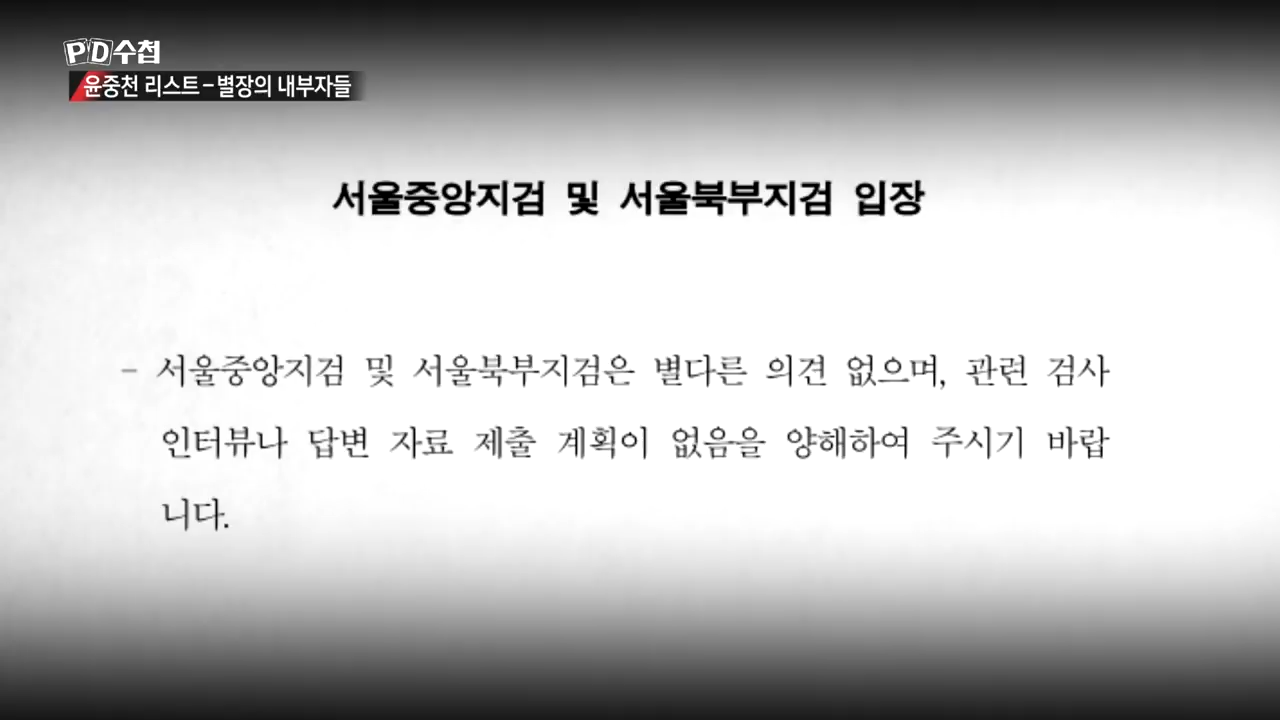 PD수첩
윤중천 리스트-별장의 내부자들
서울중앙지검 및 서울북부지검 입장
- 서울중앙지검 및 서울북부지검은 별다른 의견 없으며, 관련 검사
인터뷰나 답변 자료 제출 계획이 없음을 양해하여 주시기 바랍
니다.